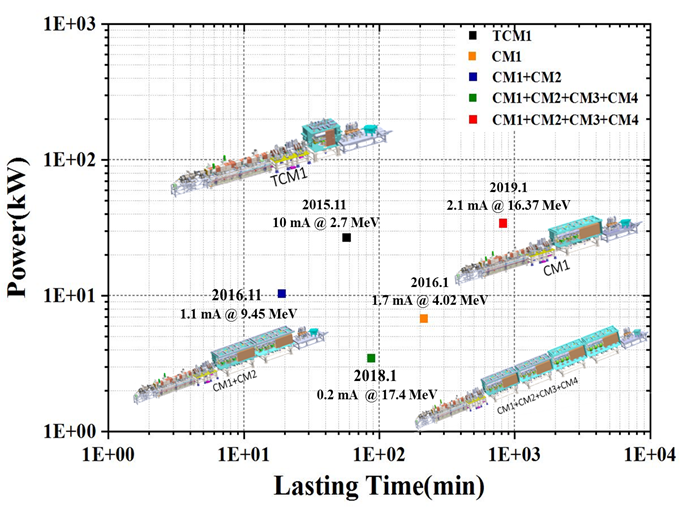 1E+03
1E+02
1E+01
1E+00
Power(kW)
TCM1
CM1
CM1+CM2
CM1+CM2+CM3+CM4
CM1+CM2+CM3+CM4
TCM1
2015.11
10 mA @ 2.7 MeV
2019.1
2.1 mA @ 16.37 MeV
CM1
2016.11
1.1 mA @ 9.45 MeV
2016.1
1.7 mA @ 4.02 MeV
CM1+CM2
2018.1
0.2 mA @ 17.4 MeV
CM1+CM2+CM3+CM4
1E+00 1E+01 1E+02 1E+03 1E+04
Lasting Time(min)